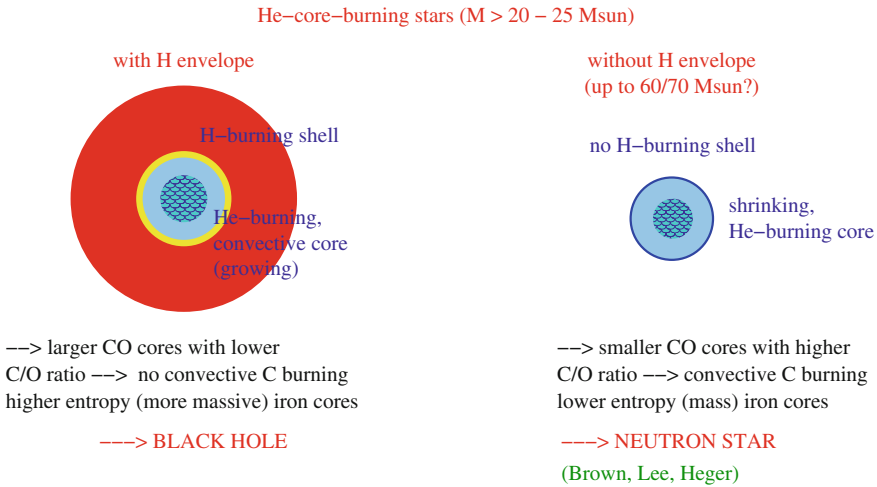 He−core−burning stars (M > 20 − 25 Msun)
with H envelope
H−burning shell
He−burning,
convective core
(growing)
−−> larger CO cores with lower
C/O ratio −−> no convective C burning
higher entropy (more massive) iron cores
−−−> BLACK HOLE
without H envelope
(up to 60/70 Msun?)
no H−burning shell
shrinking,
He−burning core
−−> smaller CO cores with higher
C/O ratio −−> convective C burning
lower entropy (mass) iron cores
−−−> NEUTRON STAR
(Brown, Lee, Heger)